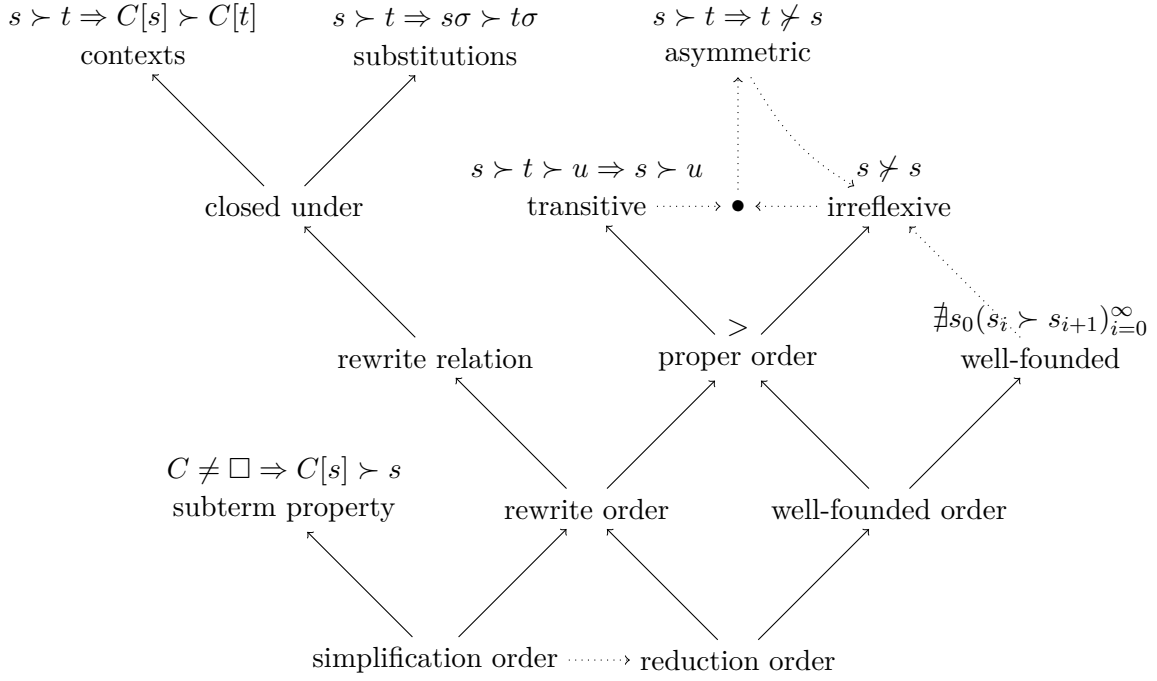 s ≻ t ⇒ C[s] ≻ C[t]
contexts
s ≻ t ⇒ sσ ≻ tσ
substitutions
s ≻ t ⇒ t ⊁ s
asymmetric
closed under
s ≻ t ≻ u ⇒ s ≻ u
transitive
s ⊁ s
irreflexive
rewrite relation
>
proper order
∄s₀(sᵢ ≻ sᵢ₊₁)ᵢ₌₀^∞
well-founded
C ≠ □ ⇒ C[s] ≻ s
subterm property
rewrite order
well-founded order
simplification order
reduction order